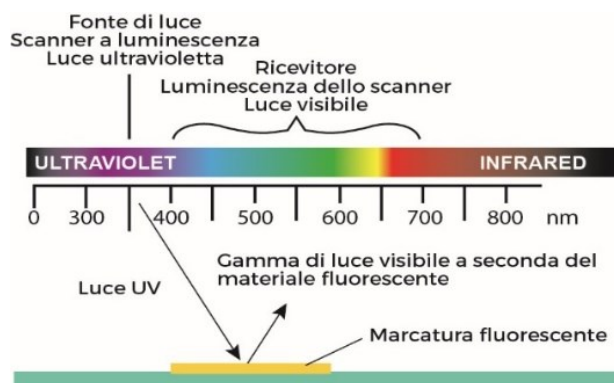 Fonte di luce
Scanner a luminescenza
Luce ultravioletta
Ricevitore
Luminescenza dello scanner
Luce visibile
ULTRAVIOLET
INFRARED
0 300 400 500 600 700 800 nm
Luce UV
Gamma di luce visibile a seconda del
materiale fluorescente
Marcatura fluorescente